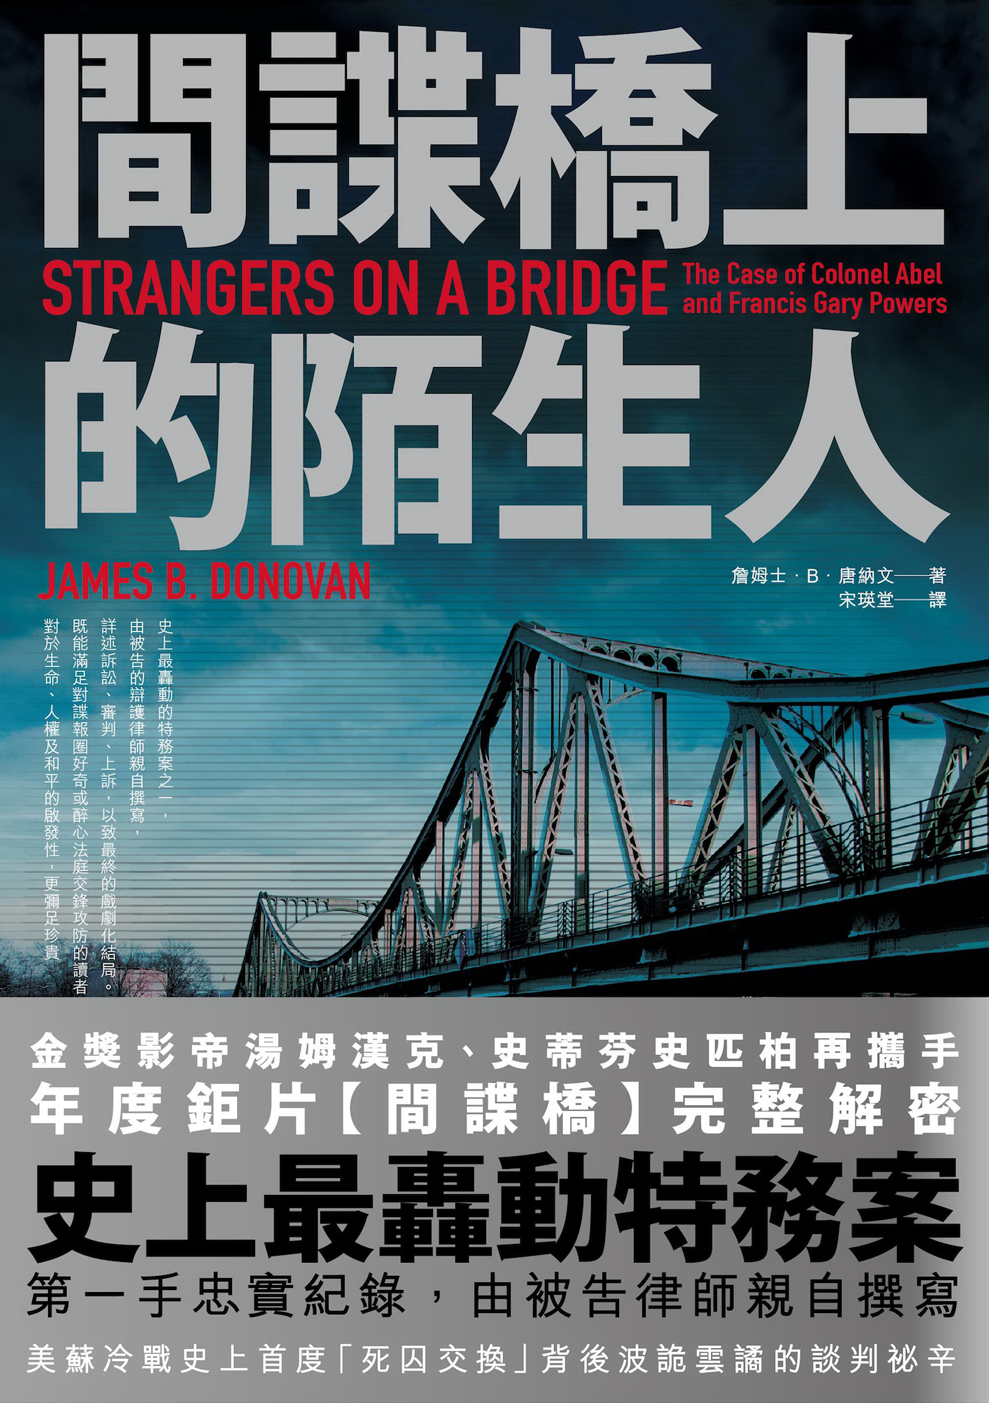 間諜橋上
STRANGERS ON A BRIDGE
The Case of Colonel Abel
and Francis Gary Powers
的陌生人
JAMES B. DONOVAN
詹姆士‧B‧唐納文——著
宋瑛堂——譯
史上最轟動的特務案之一，
由被告的辯護律師親自撰寫，
詳述訴訟、審判、上訴，以致最終的戲劇化結局。
既能滿足對諜報圈好奇或醉心法庭交鋒攻防的讀者
對於生命、人權及和平的啟發性，更彌足珍貴
金獎影帝湯姆漢克、史蒂芬史匹柏再攜手
年度鉅片【間諜橋】完整解密
史上最轟動特務案
第一手忠實紀錄，由被告律師親自撰寫
美蘇冷戰史上首度「死囚交換」背後波詭雲譎的談判祕辛